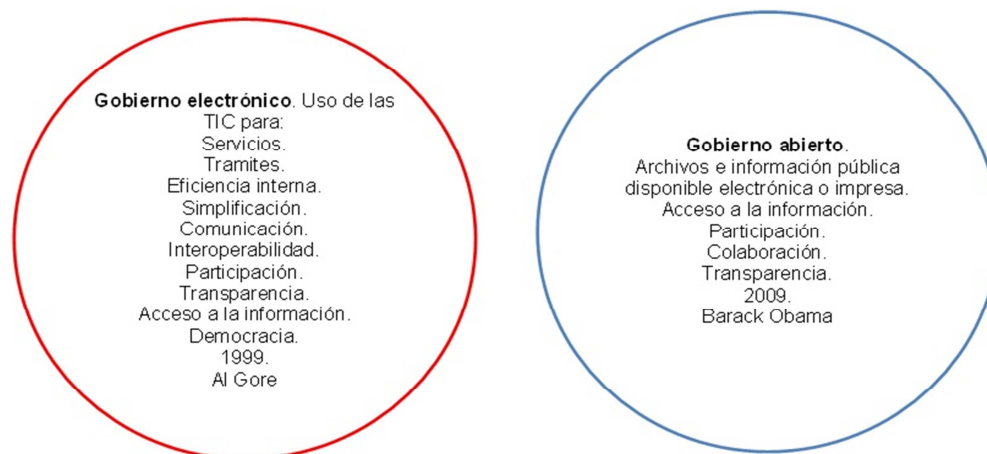 Gobierno electrónico. Uso de las
TIC para:
Servicios.
Tramites.
Eficiencia interna.
Simplificación.
Comunicación.
Interoperabilidad.
Participación.
Transparencia.
Acceso a la información.
Democracia.
1999.
Al Gore
Gobierno abierto.
Archivos e información pública
disponible electrónica o impresa.
Acceso a la información.
Participación.
Colaboración.
Transparencia.
2009.
Barack Obama